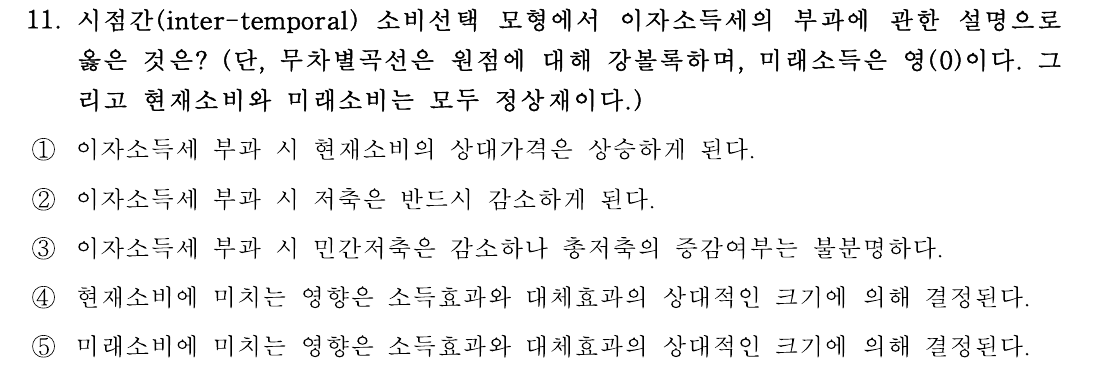 11. 시점간(inter-temporal) 소비선택 모형에서 이자소득세의 부과에 관한 설명으로
옳은 것은? (단, 무차별곡선은 원점에 대해 강볼록하며, 미래소득은 영(0)이다. 그
리고 현재소비와 미래소비는 모두 정상재이다.)
① 이자소득세 부과 시 현재소비의 상대가격은 상승하게 된다.
② 이자소득세 부과 시 저축은 반드시 감소하게 된다.
③ 이자소득세 부과 시 민간저축은 감소하나 총저축의 증감여부는 불분명하다.
④ 현재소비에 미치는 영향은 소득효과와 대체효과의 상대적인 크기에 의해 결정된다.
⑤ 미래소비에 미치는 영향은 소득효과와 대체효과의 상대적인 크기에 의해 결정된다.